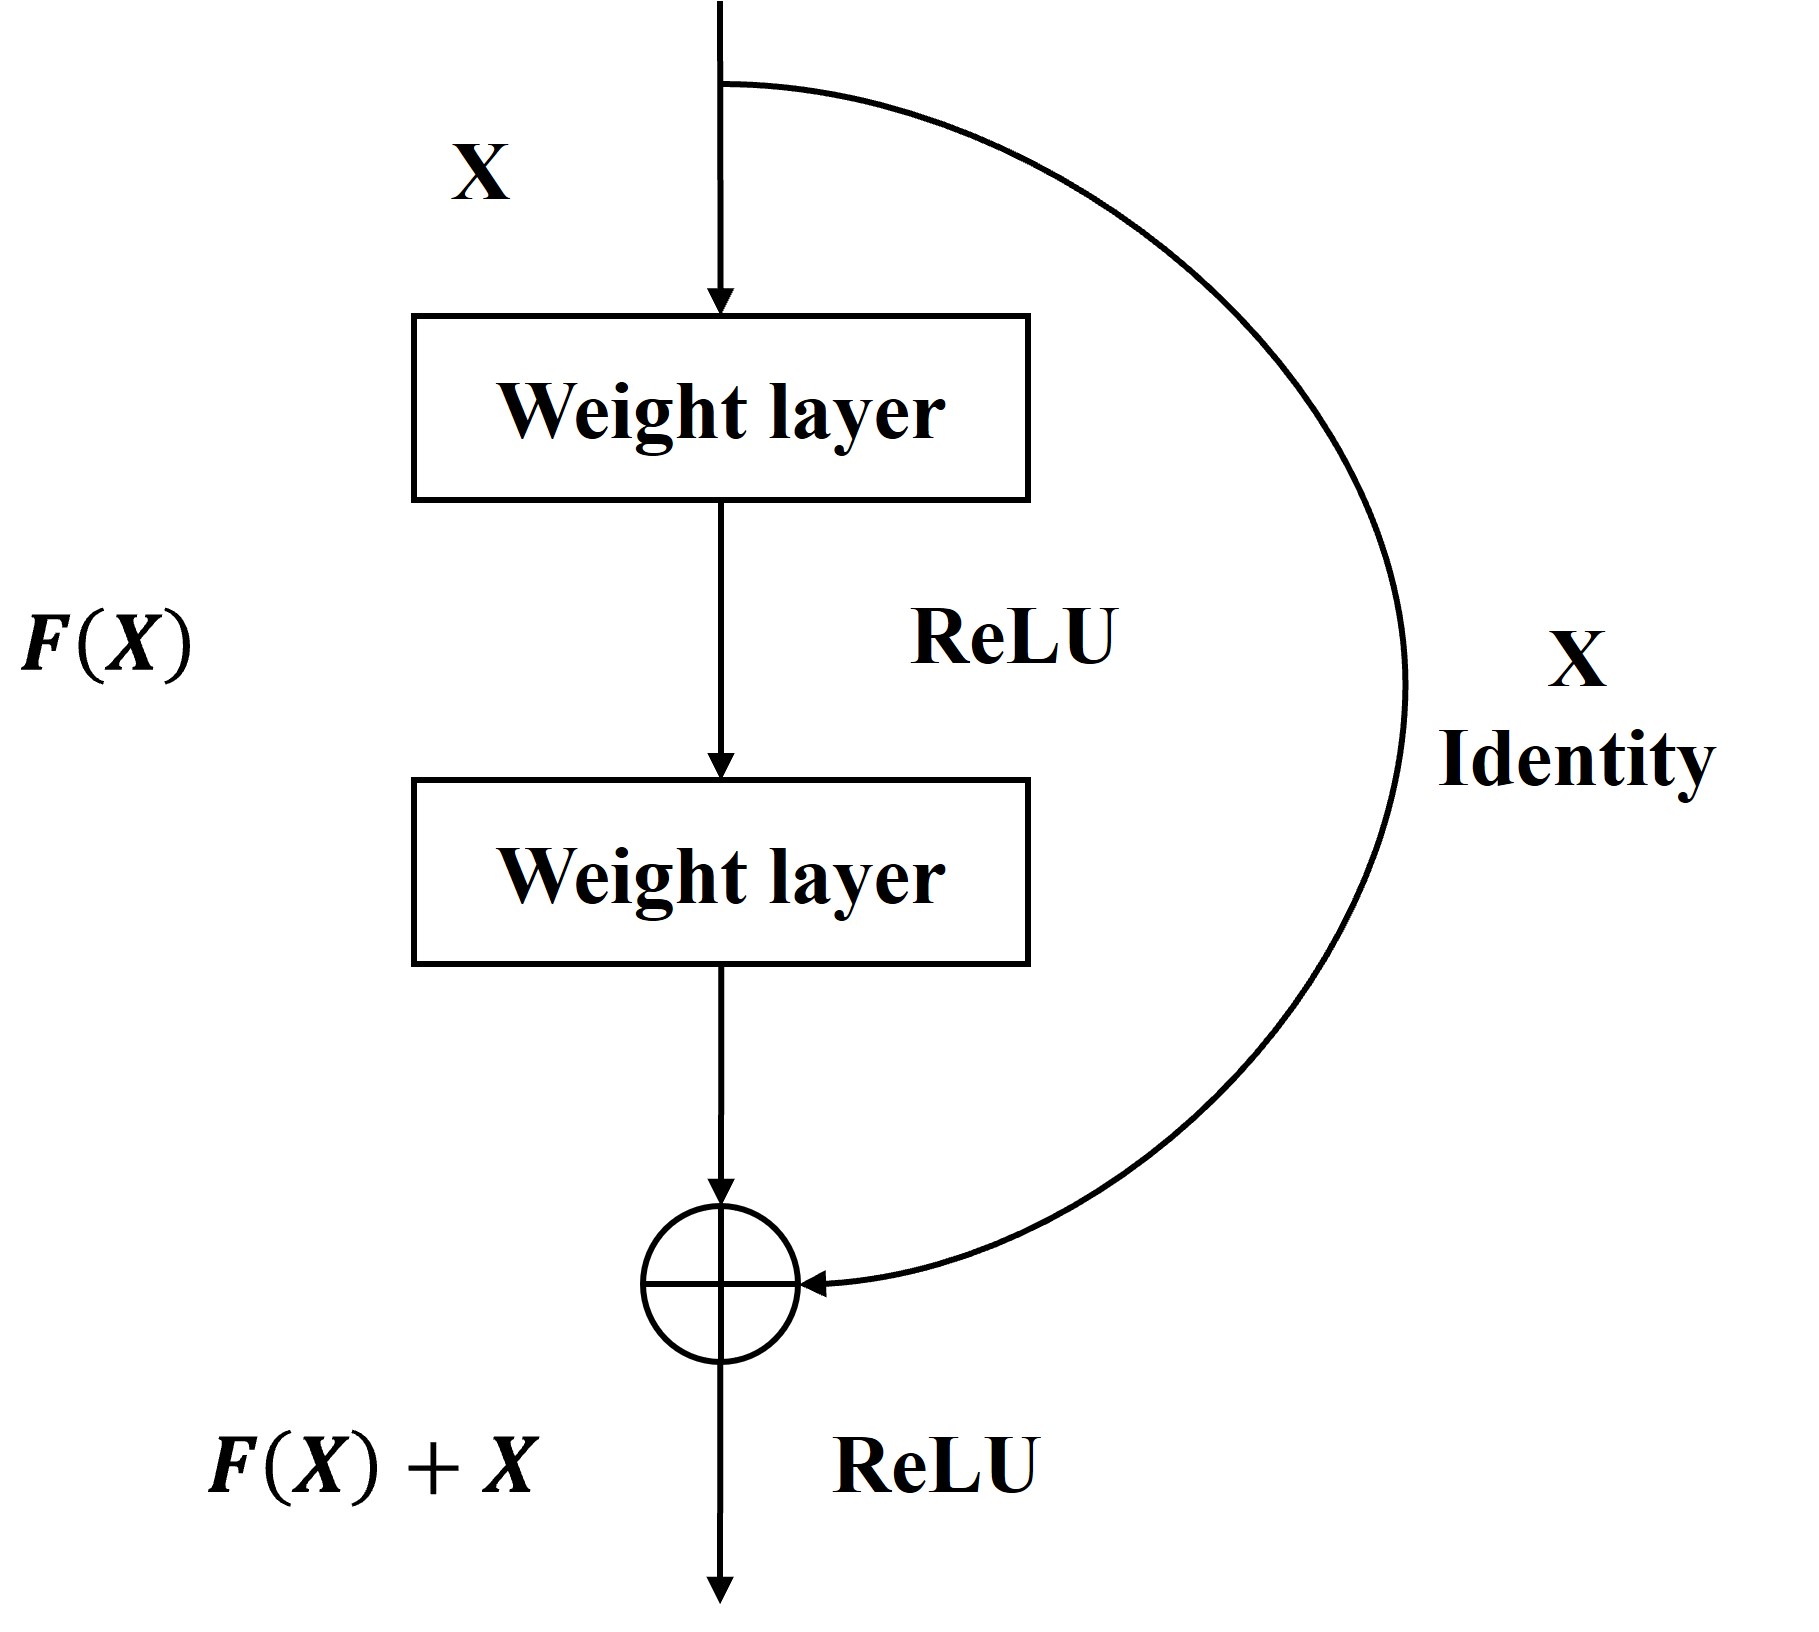 X
Weight layer
F(X)
ReLU
X
Identity
Weight layer
F(X) + X
ReLU